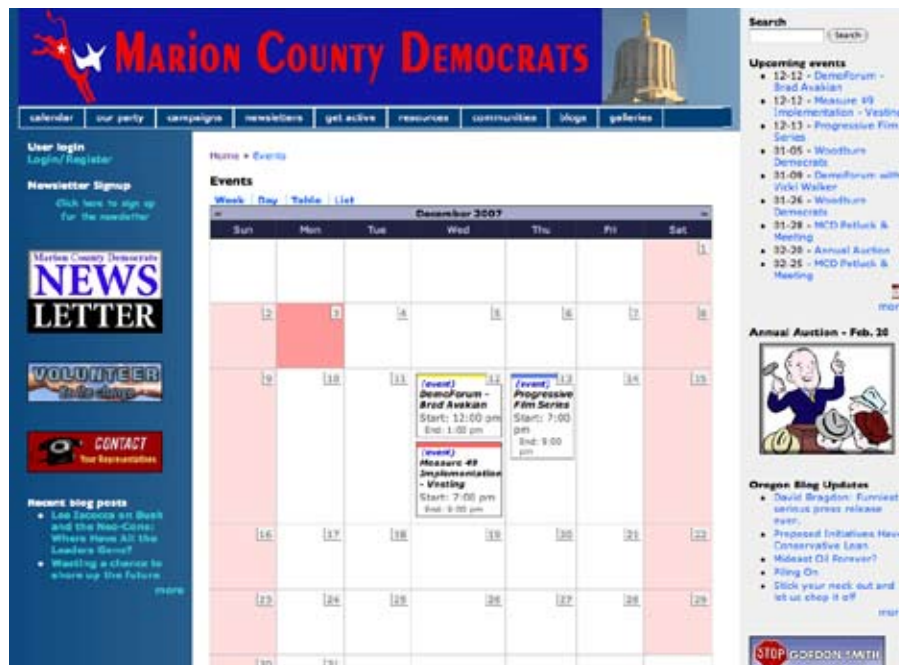 MARION COUNTY DEMOCRATS
calendar our party campaigns newsletters get active resources communities blogs galleries
User login
Login/Register
Newsletter Signup
Click here to sign up
for the newsletter
Marion County Democrats
NEWS
LETTER
VOLUNTEER
CONTACT
Your Representatives
Recent blog posts
Lee Iacocca on Bush
and the Neo-Cons:
Where Have All the
Leaders Gone?
Wanting a chance to
shore up the future
more
Home » Events
Events
Week Day Table List
« December 2007 »
Sun Mon Tue Wed Thu Fri Sat
1
2 3 4 5 6 7 8
9 10 11 12 13 14 15
(event)
DemoForum -
Brad Avakian
Start: 12:00 pm
End: 1:00 pm
(event)
Measure 49
Implementation
- Vesting
Start: 7:00 pm
End: 9:00 pm
(event)
Progressive
Film Series
Start: 7:00
pm
End: 9:00
pm
16 17 18 19 20 21 22
23 24 25 26 27 28 29
30 31
Search
Search
Upcoming events
12-12 - DemoForum -
Brad Avakian
12-12 - Measure 49
Implementation - Vesting
12-13 - Progressive Film
Series
31-05 - Woodburn
Democrats
31-09 - DemoForum with
Vicki Walker
31-26 - Woodburn
Democrats
31-28 - MCD Potluck &
Meeting
02-20 - Annual Auction
02-25 - MCD Potluck &
Meeting
more
Annual Auction - Feb. 20
Oregon Blog Updates
David Bragdon: Funniest
serious press release
ever.
Proposed Initiatives Have
Conservative Lean
Mideast Oil Forever?
Piling On
Stick your neck out and
let us chop it off
more
STOP GORDON SMITH